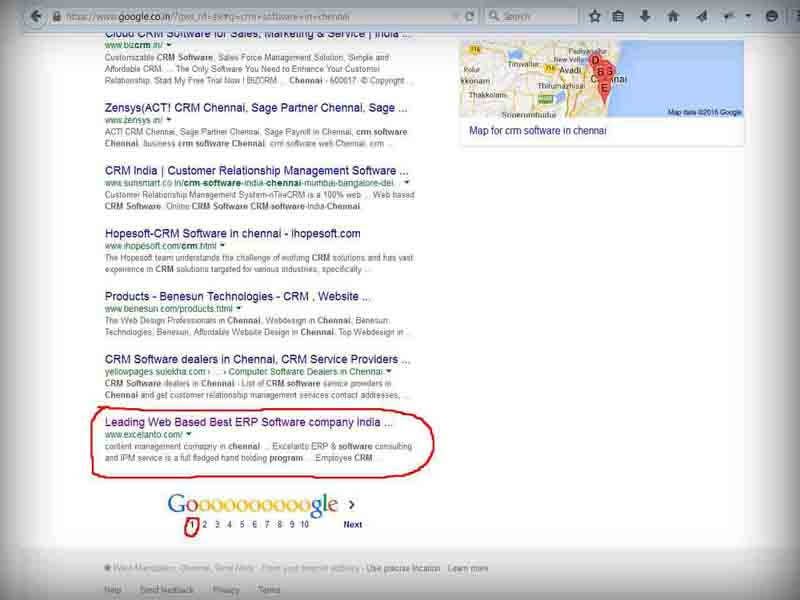 https://www.google.co.in/?gws_rd=ssl#q=crm+software+in+chennai
Search
Cloud CRM Software for Sales, Marketing & Service | India ...
www.bizcrm.in/
Customizable CRM Software, Sales Force Management Solution, Simple and
Affordable CRM. ... The Only Software You Need to Enhance Your Customer
Relationship. Start My Free Trial Now ! BIZCRM. ... Chennai - 600017. © Copyright ...
Zensys(ACT! CRM Chennai, Sage Partner Chennai, Sage ...
www.zensys.in/
ACT! CRM Chennai, Sage Partner Chennai, Sage Payroll in Chennai, crm software
Chennai, business crm software Chennai, crm software web Chennai, crm ...
CRM India | Customer Relationship Management Software ...
www.sunsmart.co.in/crm-software-india-chennai-mumbai-bangalore-del...
Customer Relationship Management System-nTireCRM is a 100% web ... Web based
CRM Software, Online CRM Software CRM-software-India-Chennai.
Hopesoft-CRM Software in chennai - ihopesoft.com
www.ihopesoft.com/crm.html
The Hopesoft team understands the challenge of evolving CRM solutions and has vast
experience in CRM solutions targeted for various industries, specifically ...
Products - Benesun Technologies - CRM , Website ...
www.benesun.com/products.html
The Web Design Professionals in Chennai, Webdesign in Chennai, Benesun
Technologies, Benesun, Affordable Website Design in Chennai, Top Webdesign in ...
CRM Software dealers in Chennai, CRM Service Providers ...
yellowpages.sulekha.com › ... › Computer Software Dealers in Chennai
CRM Software dealers in Chennai - List of CRM software service providers in
Chennai and get customer relationship management services contact addresses, ...
Leading Web Based Best ERP Software company India ...
www.excelanto.com/
content management comapny in chennai ... Excelanto ERP & software consulting
and IPM service is a full fledged hand holding program. ... Employee CRM ...
Gooooooooogle >
1 2 3 4 5 6 7 8 9 10 Next
716
Tiruvallur
Avadi
Kolur
Thirumazhisai
Thakkolam
Sriperumbudur
D
B S
E
Map data ©2015 Google
Map for crm software in chennai
West Mambalam, Chennai, Tamil Nadu - From your Internet address - Use precise location - Learn more
Help Send feedback Privacy Terms